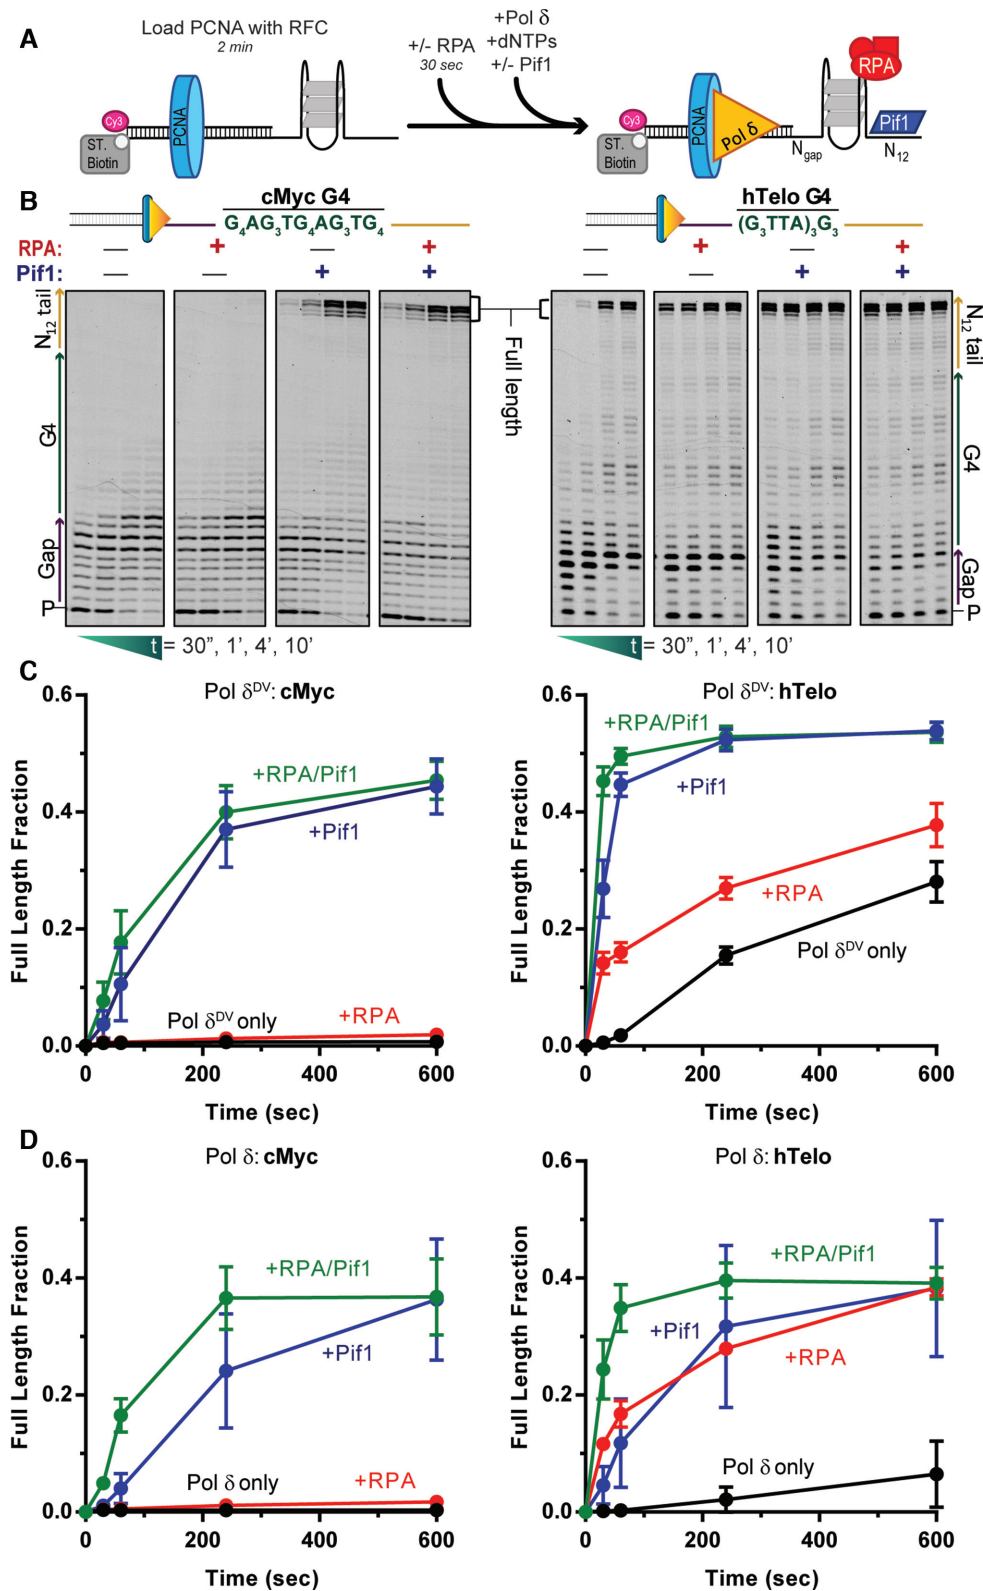 A
Load PCNA with RFC
2 min
+/- RPA
30 sec
+Pol δ
+dNTPs
+/- Pif1
Cy3
ST.
Biotin
PCNA
Cy3
ST.
Biotin
PCNA
Pol δ
N gap
RPA
Pif1
N12
B
cMyc G4
G4AG3TG4AG3TG4
hTelo G4
(G3TTA)3G3
RPA: — + — +
— + — +
Pif1: — — + +
— — + +
N12 tail
G4
Gap
P
Full length
N12 tail
G4
Gap
P
t = 30", 1', 4', 10'
t = 30", 1', 4', 10'
C
Pol δDV: cMyc
Full Length Fraction
0.6
0.4
0.2
0.0
+RPA/Pif1
+Pif1
Pol δDV only
+RPA
0 200 400 600
Time (sec)
Pol δDV: hTelo
Full Length Fraction
0.6
0.4
0.2
0.0
+RPA/Pif1
+Pif1
+RPA
Pol δDV only
0 200 400 600
Time (sec)
D
Pol δ: cMyc
Full Length Fraction
0.6
0.4
0.2
0.0
+RPA/Pif1
+Pif1
Pol δ only
+RPA
0 200 400 600
Time (sec)
Pol δ: hTelo
Full Length Fraction
0.6
0.4
0.2
0.0
+RPA/Pif1
+Pif1
+RPA
Pol δ only
0 200 400 600
Time (sec)